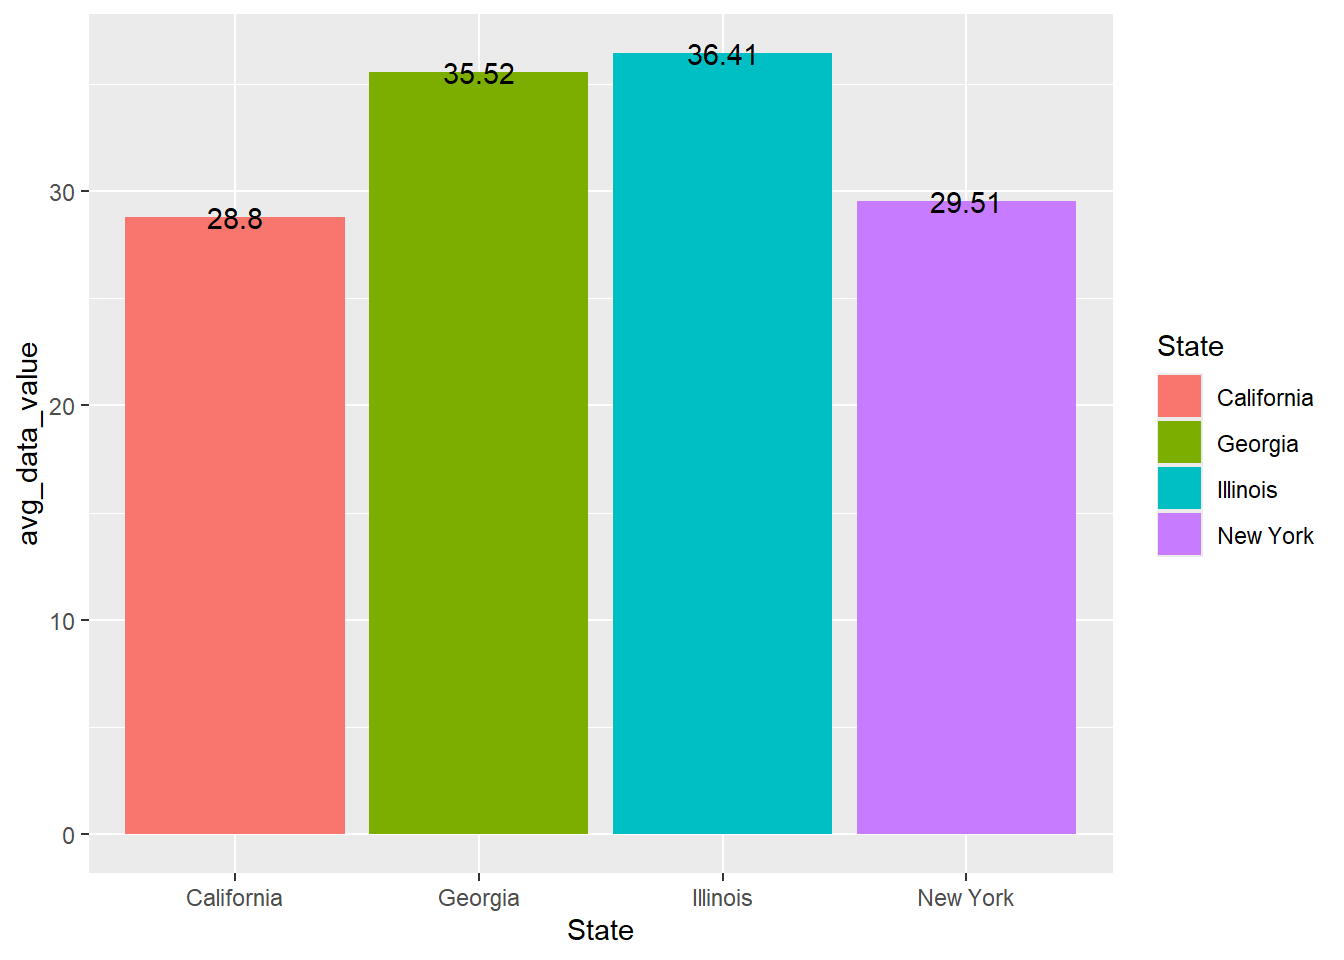 36.41
35.52
29.51
28.8
30
20
10
0
avg_data_value
California
Georgia
Illinois
New York
State
State
California
Georgia
Illinois
New York